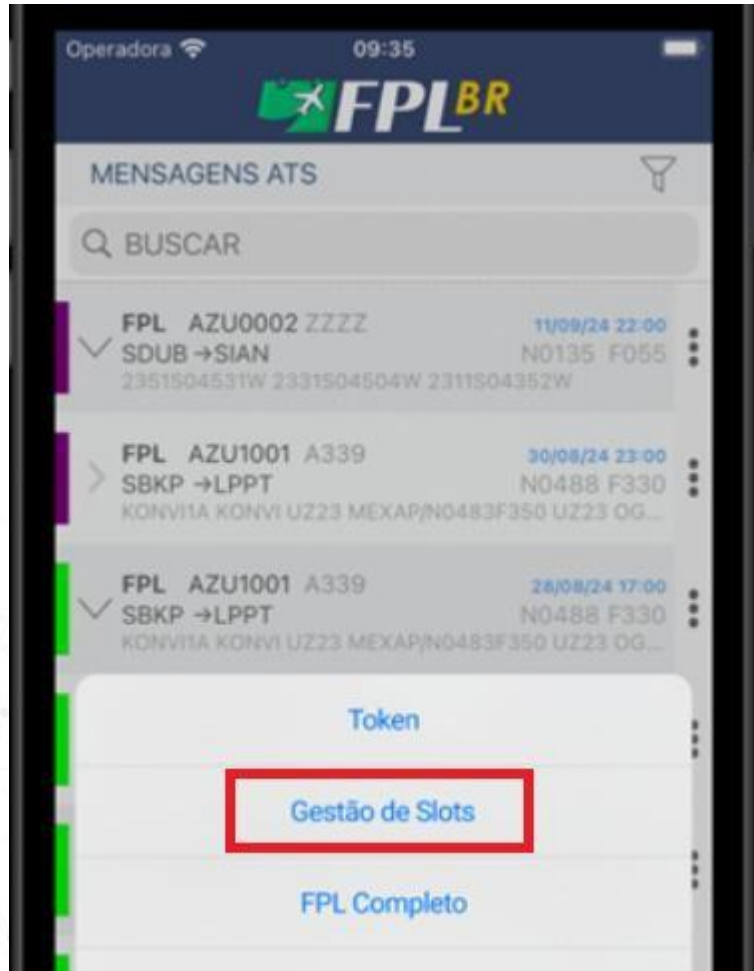 Operadora 09:35
FPLBR
MENSAGENS ATS
BUSCAR
FPL AZU0002 ZZZZ 11/09/24 22:00
SDUB →SIAN N0135 F055
2351S04531W 2331S04504W 2311S04352W
FPL AZU1001 A339 30/08/24 23:00
SBKP →LPPT N0488 F330
KONVI1A KONVI UZ23 MEXAP/N0483F350 UZ23 OG...
FPL AZU1001 A339 28/08/24 17:00
SBKP →LPPT N0488 F330
KONVI1A KONVI UZ23 MEXAP/N0483F350 UZ23 OG...
Token
Gestão de Slots
FPL Completo